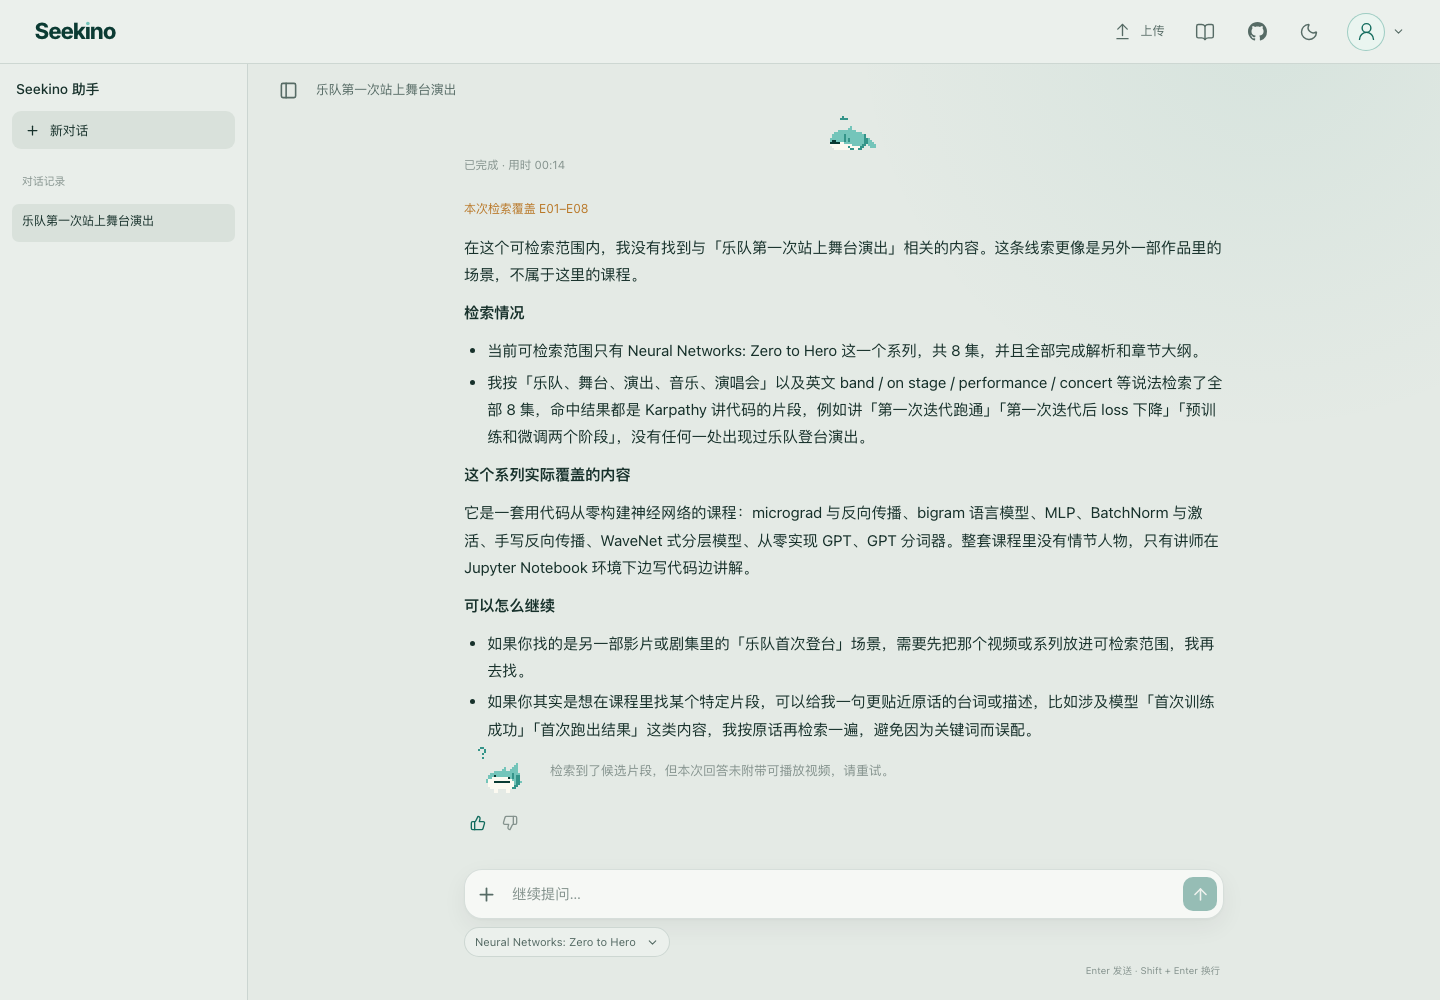 Seekino
上传
Seekino 助手
新对话
对话记录
乐队第一次站上舞台演出
乐队第一次站上舞台演出
已完成 · 用时 00:14
本次检索覆盖 E01–E08
在这个可检索范围内，我没有找到与「乐队第一次站上舞台演出」相关的内容。这条线索更像是另外一部作品里的
场景，不属于这里的课程。
检索情况
当前可检索范围只有 Neural Networks: Zero to Hero 这一个系列，共 8 集，并且全部完成解析和章节大纲。
我按「乐队、舞台、演出、音乐、演唱会」以及英文 band / on stage / performance / concert 等说法检索了全
部 8 集，命中结果都是 Karpathy 讲代码的片段，例如讲「第一次迭代跑通」「第一次迭代后 loss 下降」「预训
练和微调两个阶段」，没有任何一处出现过乐队登台演出。
这个系列实际覆盖的内容
它是一套用代码从零构建神经网络的课程：micrograd 与反向传播、bigram 语言模型、MLP、BatchNorm 与激
活、手写反向传播、WaveNet 式分层模型、从零实现 GPT、GPT 分词器。整套课程里没有情节人物，只有讲师在
Jupyter Notebook 环境下边写代码边讲解。
可以怎么继续
如果你找的是另一部影片或剧集里的「乐队首次登台」场景，需要先把那个视频或系列放进可检索范围，我再
去找。
如果你其实是想在课程里找某个特定片段，可以给我一句更贴近原话的台词或描述，比如涉及模型「首次训练
成功」「首次跑出结果」这类内容，我按原话再检索一遍，避免因为关键词而误配。
检索到了候选片段，但本次回答未附带可播放视频，请重试。
继续提问...
Neural Networks: Zero to Hero
Enter 发送 · Shift + Enter 换行